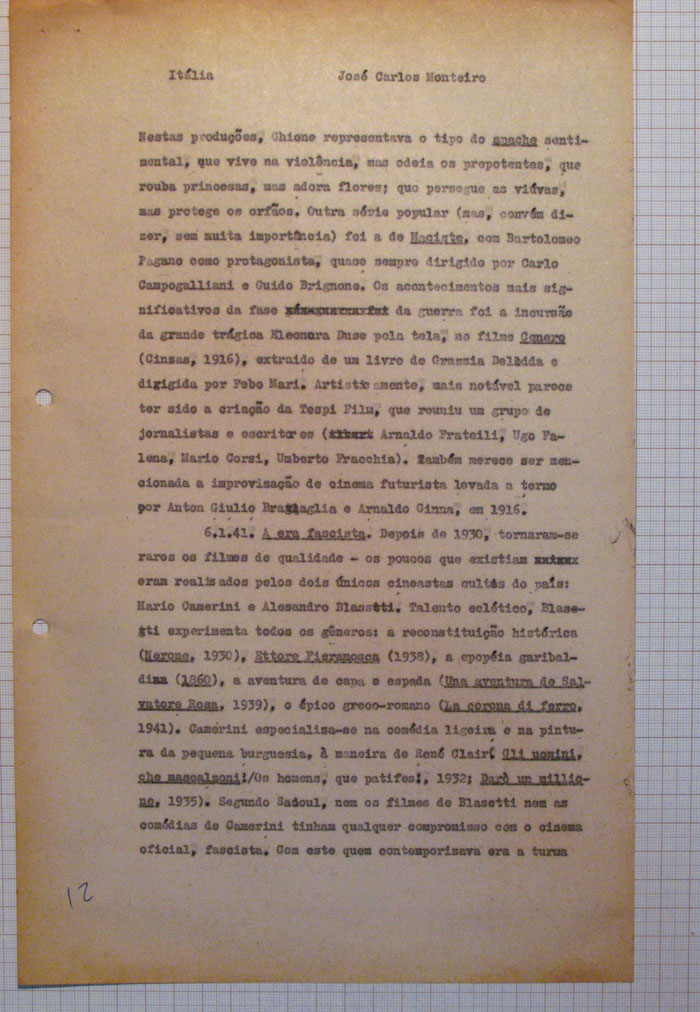 Itália José Carlos Monteiro
Nestas produções, Ghione representava o tipo do apache senti-
mental, que vive na violência, mas odeia os prepotentes, que
rouba princesas, mas adora flores; que persegue as viúvas,
mas protege os orfãos. Outra série popular (mas, convém di-
zer, sem muita importância) foi a de Maciste, com Bartolomeo
Pagano como protagonista, quase sempre dirigido por Carlo
Campogalliani e Guido Brignone. Os acontecimentos mais sig-
nificativos da fase da guerra foi a incursão
da grande trágica Eleonora Duse pela tela, no filme Cenere
(Cinzas, 1916), extraido de um livro de Grazzia Deledda e
dirigida por Febo Mari. Artisticamente, mais notável parece
ter sido a criação da Tespi Film, que reuniu um grupo de
jornalistas e escritores ( Arnaldo Frateili, Ugo Fa-
lena, Mario Corsi, Umberto Fracchia). Também merece ser men-
cionada a improvisação de cinema futurista levada a termo
por Anton Giulio Bragaglia e Arnaldo Ginna, em 1916.
6.1.41. A era fascista. Depois de 1930, tornaram-se
raros os filmes de qualidade - os poucos que existiam
eram realizados pelos dois únicos cineastas cultos do país:
Mario Camerini e Alesandro Blassetti. Talento eclético, Blase-
tti experimenta todos os gêneros: a reconstituição histórica
(Nerone, 1930), Ettore Fieramosca (1938), a epopéia garibal-
dina (1860), a aventura de capa e espada (Una aventura de Sal-
vatore Rosa, 1939), o épico greco-romano (La corona di ferro,
1941). Camerini especializa-se na comédia ligeira e na pintu-
ra da pequena burguesia, à maneira de René Clair( Gli uomini,
che mascalzoni!/Os homens, que patifes!, 1932; Darò un millio-
ne, 1935). Segundo Sadoul, nem os filmes de Blasetti nem as
comédias de Camerini tinham qualquer compromisso com o cinema
oficial, fascista. Com este quem contemporizava era a turma
12